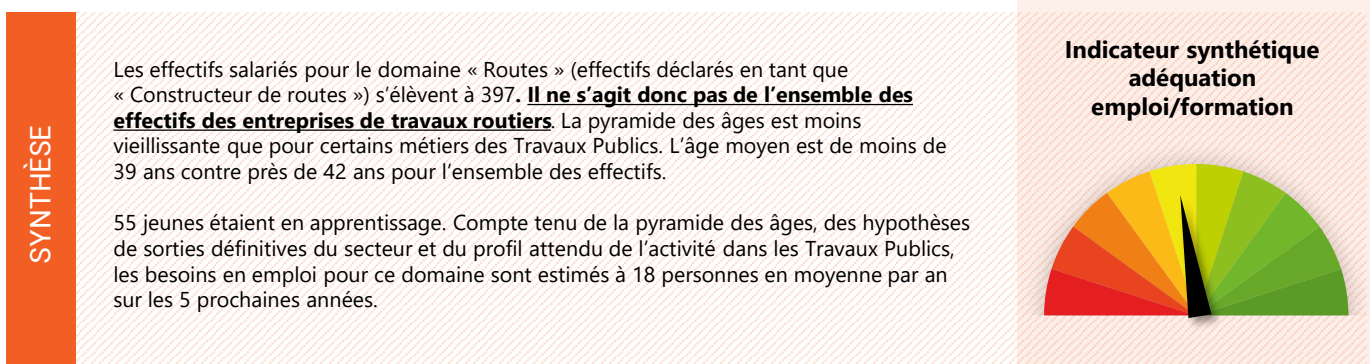 SYNTHÈSE
Les effectifs salariés pour le domaine « Routes » (effectifs déclarés en tant que
« Constructeur de routes ») s’élèvent à 397. Il ne s’agit donc pas de l’ensemble des
effectifs des entreprises de travaux routiers. La pyramide des âges est moins
vieillissante que pour certains métiers des Travaux Publics. L’âge moyen est de moins de
39 ans contre près de 42 ans pour l’ensemble des effectifs.
55 jeunes étaient en apprentissage. Compte tenu de la pyramide des âges, des hypothèses
de sorties définitives du secteur et du profil attendu de l’activité dans les Travaux Publics,
les besoins en emploi pour ce domaine sont estimés à 18 personnes en moyenne par an
sur les 5 prochaines années.
Indicateur synthétique
adéquation
emploi/formation